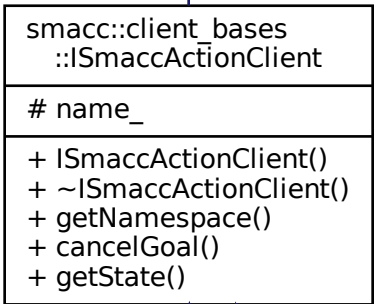 smacc::client_bases
::ISmaccActionClient
# name_
+ ISmaccActionClient()
+ ~ISmaccActionClient()
+ getNamespace()
+ cancelGoal()
+ getState()